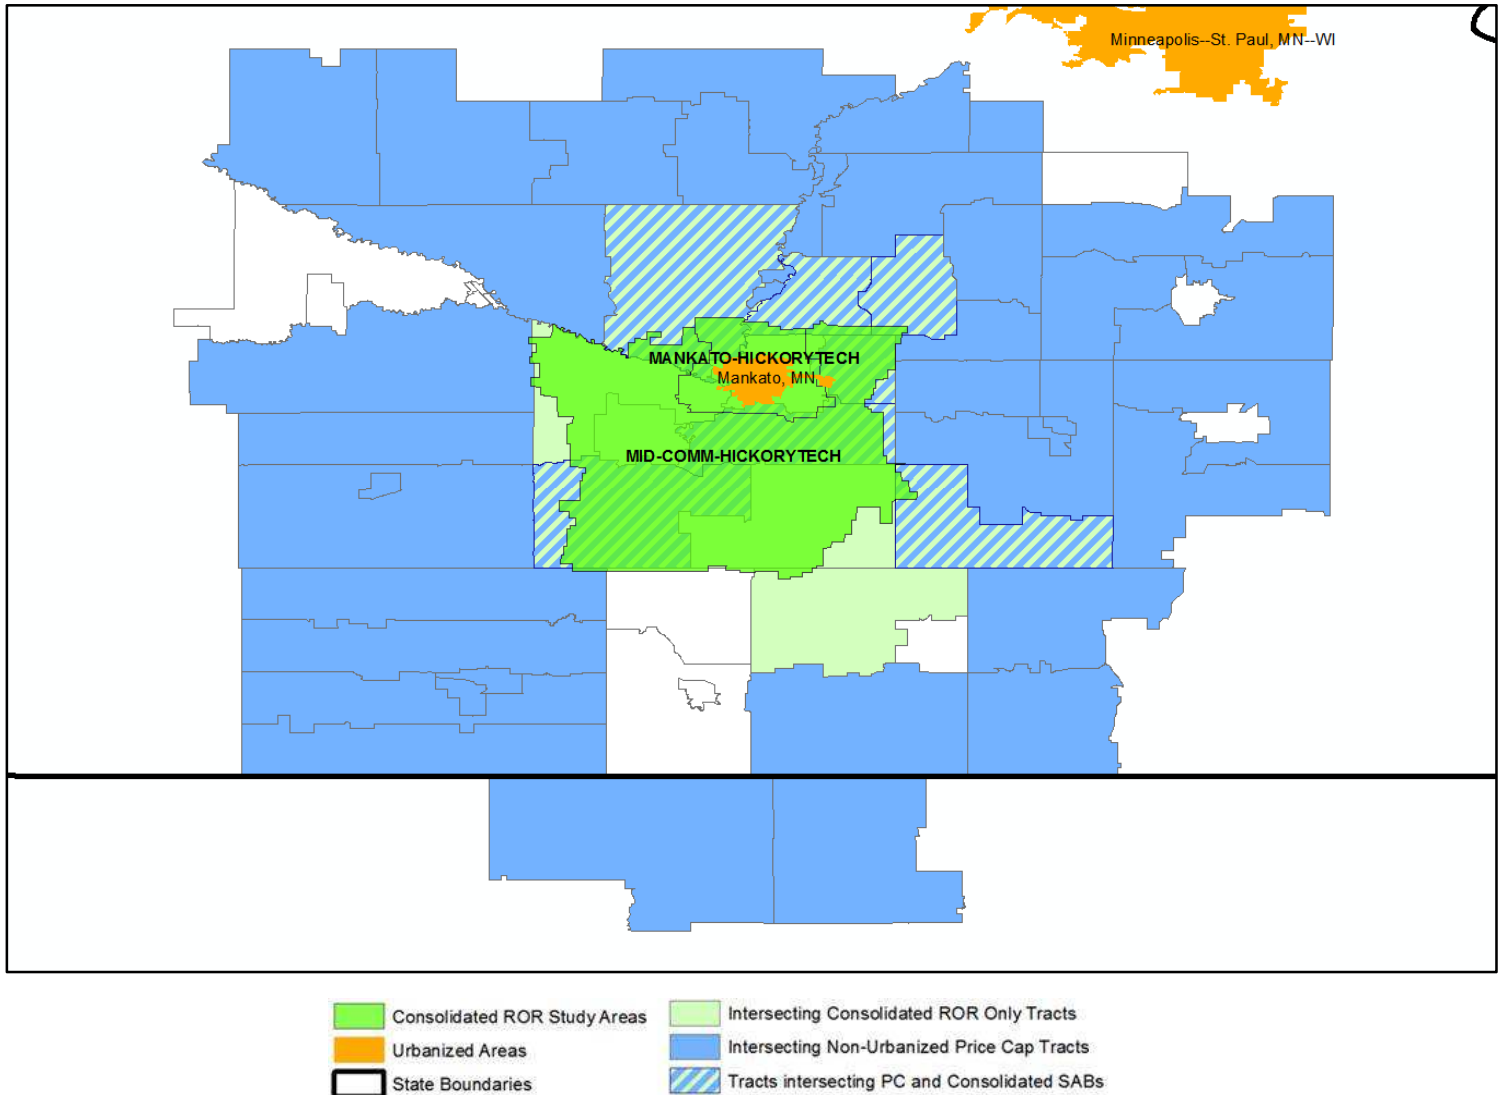 Minneapolis--St. Paul, MN--WI
MANKATO-HICKORYTECH
Mankato, MN
MID-COMM-HICKORYTECH
Consolidated ROR Study Areas
Intersecting Consolidated ROR Only Tracts
Urbanized Areas
Intersecting Non-Urbanized Price Cap Tracts
State Boundaries
Tracts intersecting PC and Consolidated SABs